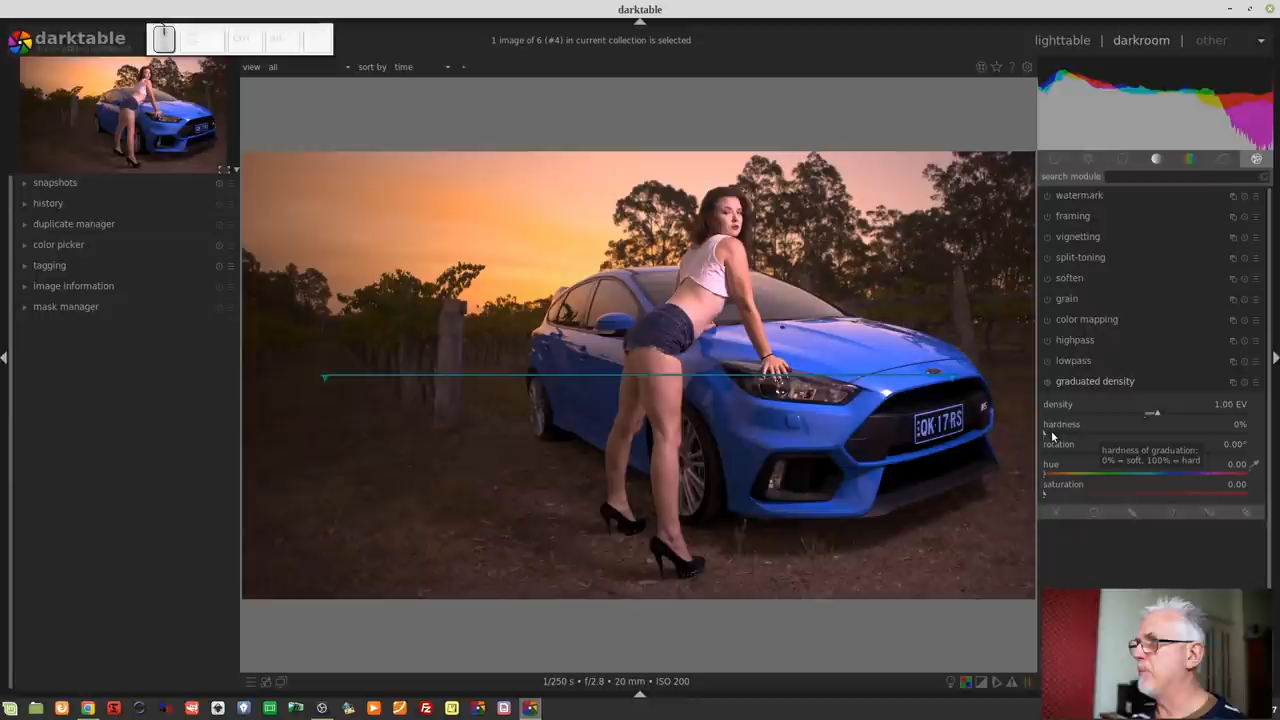 darktable
darktable
1 image of 6 (#4) in current collection is selected
lighttable | darkroom | other
view all sort by time
snapshots
history
duplicate manager
color picker
tagging
image information
mask manager
search module
watermark
framing
vignetting
split-toning
soften
grain
color mapping
highpass
lowpass
graduated density
density 1.00 EV
hardness 0%
rotation 0.00°
hardness of graduation:
0% = soft, 100% = hard
hue 0.00
saturation 0.00
OK·17RS
RS
1/250 s • f/2.8 • 20 mm • ISO 200